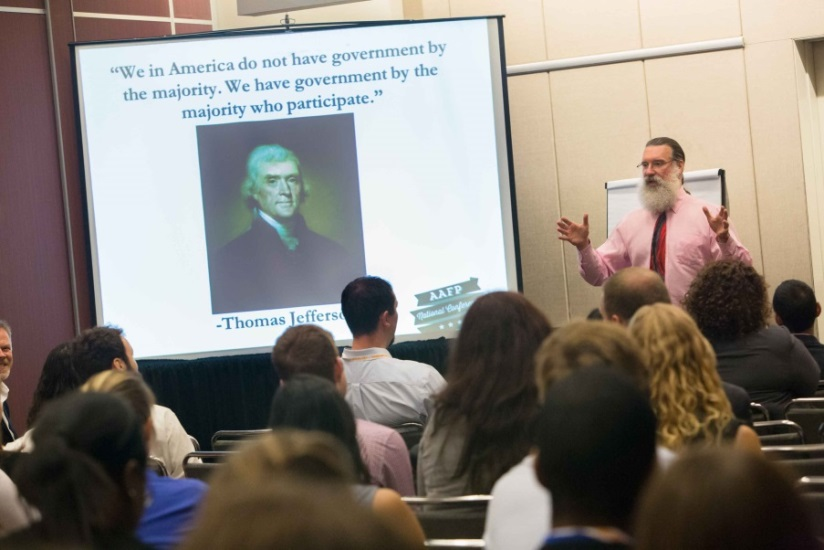 “We in America do not have government by
the majority. We have government by the
majority who participate.”
-Thomas Jeffers
AAFP
National Conference